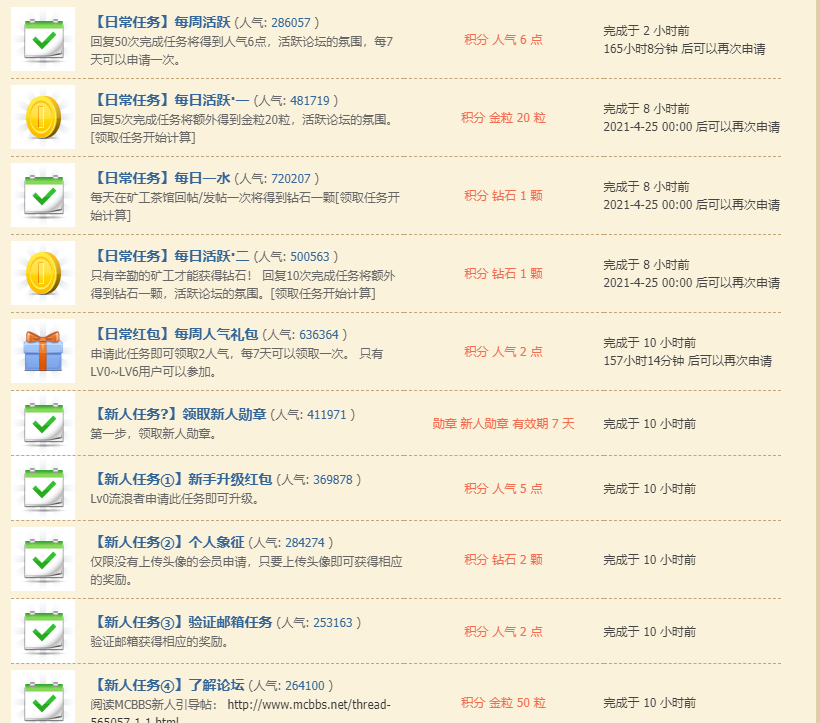 【日常任务】每周活跃 (人气: 286057 )
回复50次完成任务将得到人气6点，活跃论坛的氛围，每7
天可以申请一次。
积分 人气 6 点
完成于 2 小时前
165小时8分钟 后可以再次申请
【日常任务】每日活跃·一 (人气: 481719 )
回复5次完成任务将额外得到金粒20粒，活跃论坛的氛围。
[领取任务开始计算]
积分 金粒 20 粒
完成于 8 小时前
2021-4-25 00:00 后可以再次申请
【日常任务】每日一水 (人气: 720207 )
每天在矿工茶馆回帖/发帖一次将得到钻石一颗[领取任务开
始计算]
积分 钻石 1 颗
完成于 8 小时前
2021-4-25 00:00 后可以再次申请
【日常任务】每日活跃·二 (人气: 500563 )
只有辛勤的矿工才能获得钻石！ 回复10次完成任务将额外
得到钻石一颗，活跃论坛的氛围。[领取任务开始计算]
积分 钻石 1 颗
完成于 8 小时前
2021-4-25 00:00 后可以再次申请
【日常红包】每周人气礼包 (人气: 636364 )
申请此任务即可领取2人气，每7天可以领取一次。 只有
LV0~LV6用户可以参加。
积分 人气 2 点
完成于 10 小时前
157小时14分钟 后可以再次申请
【新人任务?】领取新人勋章 (人气: 411971 )
第一步，领取新人勋章。
勋章 新人勋章 有效期 7 天
完成于 10 小时前
【新人任务①】新手升级红包 (人气: 369878 )
Lv0流浪者申请此任务即可升级。
积分 人气 5 点
完成于 10 小时前
【新人任务②】个人象征 (人气: 284274 )
仅限没有上传头像的会员申请，只要上传头像即可获得相应
的奖励。
积分 钻石 2 颗
完成于 10 小时前
【新人任务③】验证邮箱任务 (人气: 253163 )
验证邮箱获得相应的奖励。
积分 人气 2 点
完成于 10 小时前
【新人任务④】了解论坛 (人气: 264100 )
阅读MCBBS新人引导帖： http://www.mcbbs.net/thread-
565057-1-1.html
积分 金粒 50 粒
完成于 10 小时前